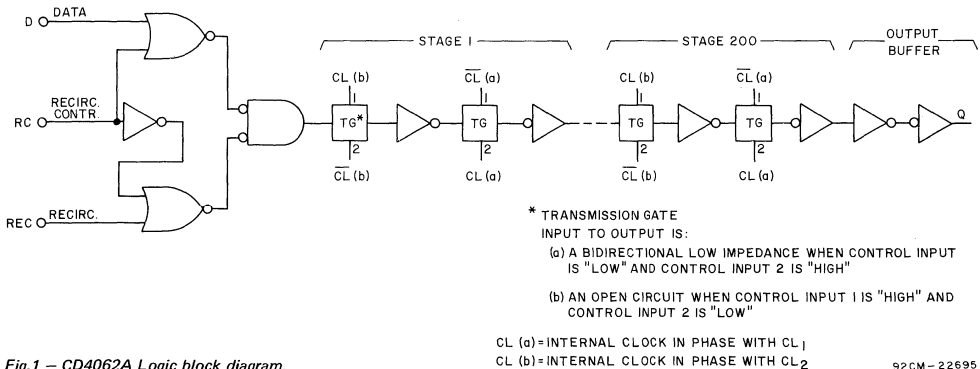 D DATA
STAGE 1
STAGE 200
OUTPUT
BUFFER
CL (b)
1
CL (a)
1
CL (b)
1
CL (a)
1
RECIRC.
CONTR.
RC
TG*
TG
TG
TG
Q
2
2
2
2
CL (b)
CL (a)
CL (b)
CL (a)
REC RECIRC.
* TRANSMISSION GATE
INPUT TO OUTPUT IS:
(a) A BIDIRECTIONAL LOW IMPEDANCE WHEN CONTROL INPUT
IS "LOW" AND CONTROL INPUT 2 IS "HIGH"
(b) AN OPEN CIRCUIT WHEN CONTROL INPUT 1 IS "HIGH" AND
CONTROL INPUT 2 IS "LOW"
CL (a) = INTERNAL CLOCK IN PHASE WITH CL1
CL (b) = INTERNAL CLOCK IN PHASE WITH CL2
Fig. 1 – CD4062A Logic block diagram.
92CM-22695